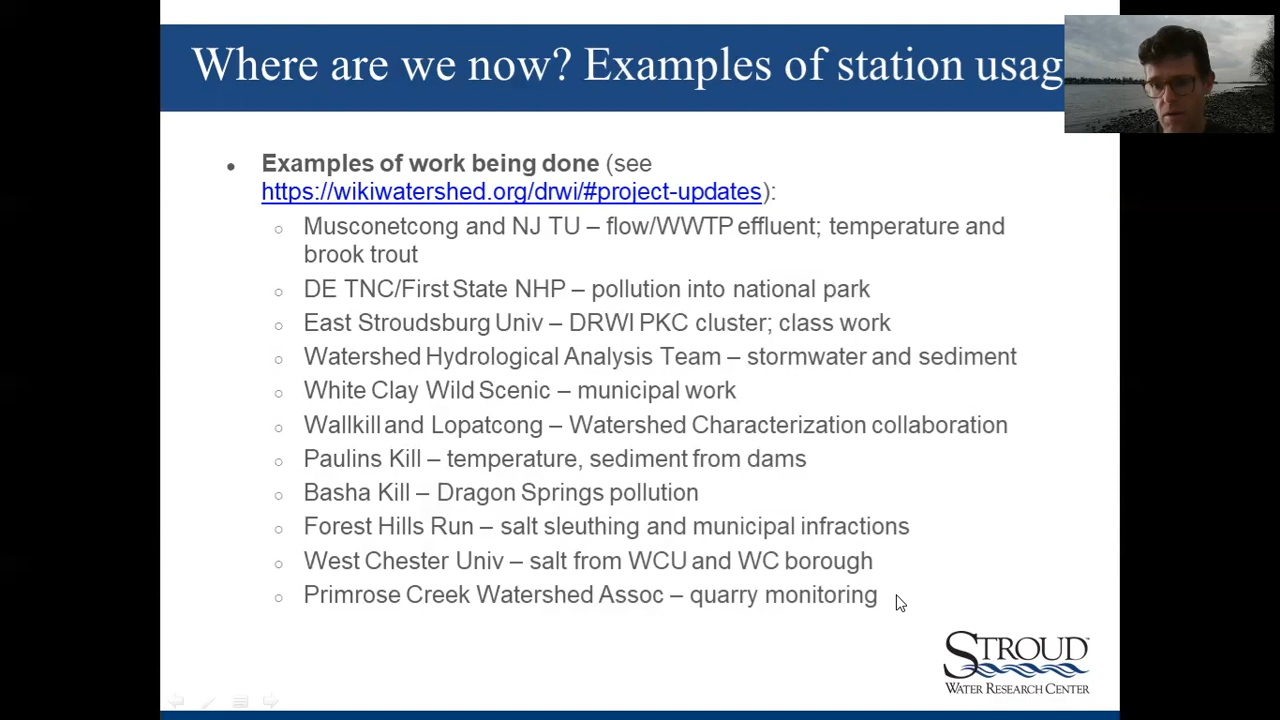 Where are we now? Examples of station usag
Examples of work being done (see
https://wikiwatershed.org/drwi/#project-updates):
Musconetcong and NJ TU – flow/WWTP effluent; temperature and
brook trout
DE TNC/First State NHP – pollution into national park
East Stroudsburg Univ – DRWI PKC cluster; class work
Watershed Hydrological Analysis Team – stormwater and sediment
White Clay Wild Scenic – municipal work
Wallkill and Lopatcong – Watershed Characterization collaboration
Paulins Kill – temperature, sediment from dams
Basha Kill – Dragon Springs pollution
Forest Hills Run – salt sleuthing and municipal infractions
West Chester Univ – salt from WCU and WC borough
Primrose Creek Watershed Assoc – quarry monitoring
STROUD™
WATER RESEARCH CENTER